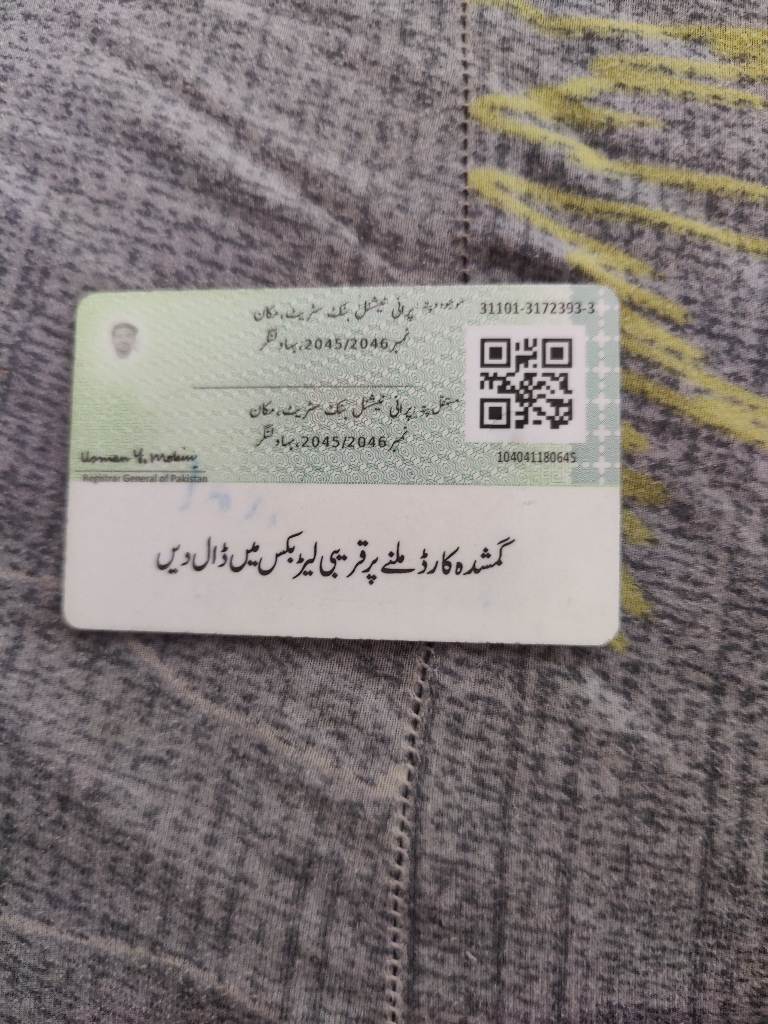 موجودہ پتہ: پرانی نیشنل بنک سٹریٹ، مکان
نمبر 2045/2046، بہاولنگر
31101-3172393-3
مستقل پتہ: پرانی نیشنل بنک سٹریٹ، مکان
نمبر 2045/2046، بہاولنگر
104041180645
Usman Y. Mobin
Registrar General of Pakistan
گمشدہ کارڈ ملنے پر قریبی لیٹر بکس میں ڈال دیں